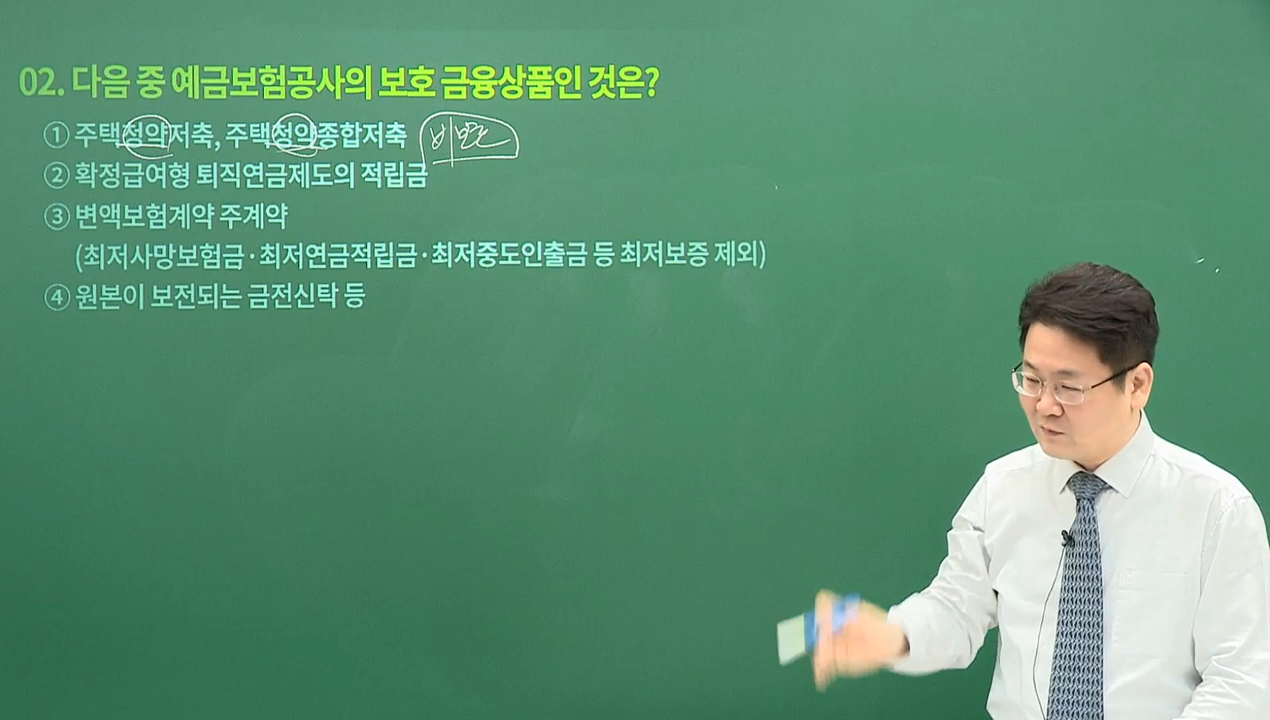 02. 다음 중 예금보험공사의 보호 금융상품인 것은?
① 주택청약저축, 주택청약종합저축
② 확정급여형 퇴직연금제도의 적립금
③ 변액보험계약 주계약
(최저사망보험금·최저연금적립금·최저중도인출금 등 최저보증 제외)
④ 원본이 보전되는 금전신탁 등